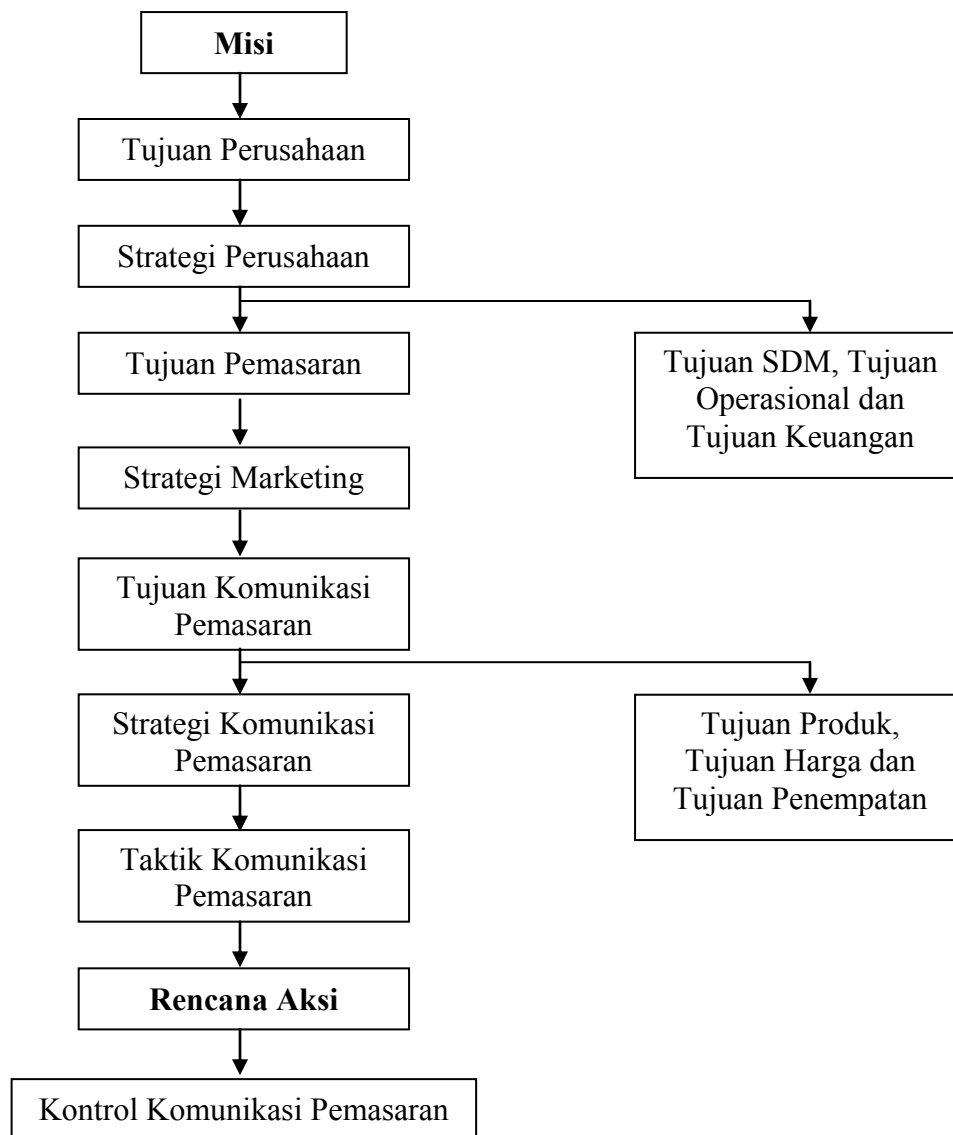 Misi
Tujuan Perusahaan
Strategi Perusahaan
Tujuan Pemasaran
Tujuan SDM, Tujuan
Operasional dan
Tujuan Keuangan
Strategi Marketing
Tujuan Komunikasi
Pemasaran
Strategi Komunikasi
Pemasaran
Tujuan Produk,
Tujuan Harga dan
Tujuan Penempatan
Taktik Komunikasi
Pemasaran
Rencana Aksi
Kontrol Komunikasi Pemasaran